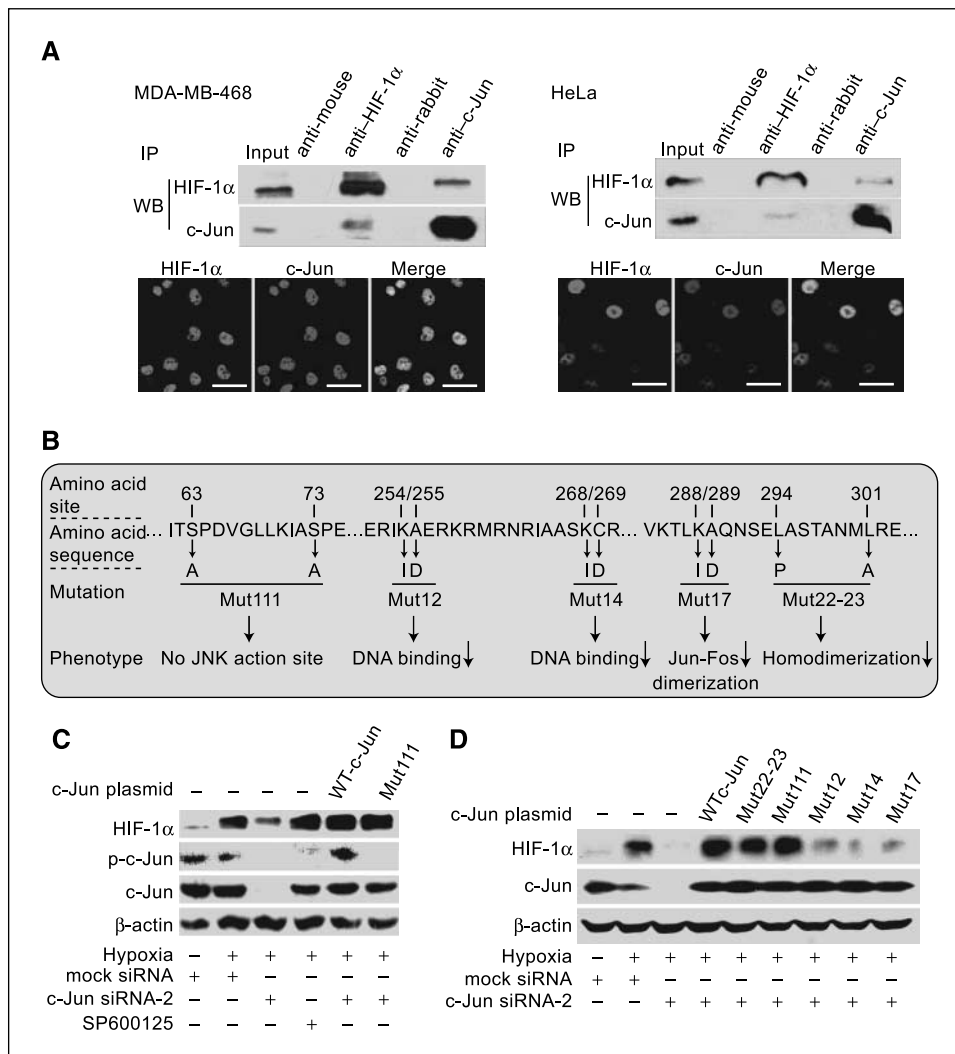 A
MDA-MB-468
anti-mouse
anti–HIF-1α
anti-rabbit
anti–c-Jun
IP
Input
WB
HIF-1α
c-Jun
HIF-1α c-Jun Merge
HeLa
anti-mouse
anti–HIF-1α
anti-rabbit
anti–c-Jun
IP
Input
WB
HIF-1α
c-Jun
HIF-1α c-Jun Merge
B
Amino acid site 63 73 254/255 268/269 288/289 294 301
Amino acid sequence ... ITSPDVGLLKIASPE...ERIKAERKRMRNRIAASKCR... VKTLKAQNSELASTANMLRE...
Mutation A A I D I D I D P A
Mut111 Mut12 Mut14 Mut17 Mut22-23
Phenotype No JNK action site DNA binding↓ DNA binding↓ Jun-Fos↓ dimerization Homodimerization↓
C
c-Jun plasmid – – – – WT-c-Jun Mut111
HIF-1α
p-c-Jun
c-Jun
β-actin
Hypoxia – + + + + +
mock siRNA + + – – – –
c-Jun siRNA-2 – – + – + +
SP600125 – – – + – –
D
c-Jun plasmid – – – WTc-Jun Mut22-23 Mut111 Mut12 Mut14 Mut17
HIF-1α
c-Jun
β-actin
Hypoxia – + + + + + + + +
mock siRNA + + – – – – – – –
c-Jun siRNA-2 – – + + + + + + +